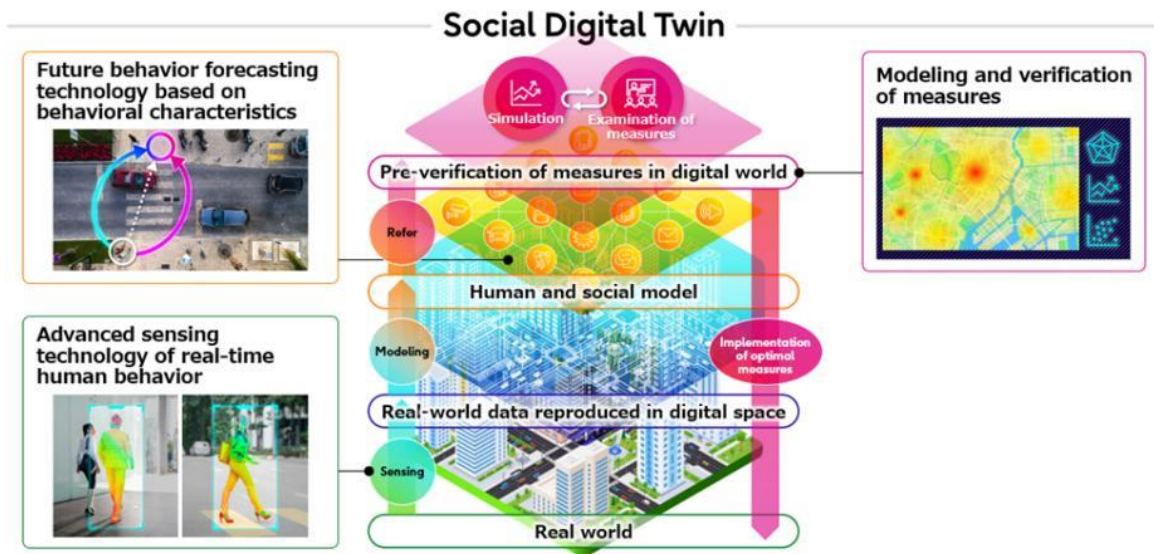 Social Digital Twin
Future behavior forecasting
technology based on
behavioral characteristics
Advanced sensing
technology of real-time
human behavior
Simulation
Examination of
measures
Pre-verification of measures in digital world
Refer
Human and social model
Modeling
Implementation
of optimal
measures
Real-world data reproduced in digital space
Sensing
Real world
Modeling and verification
of measures